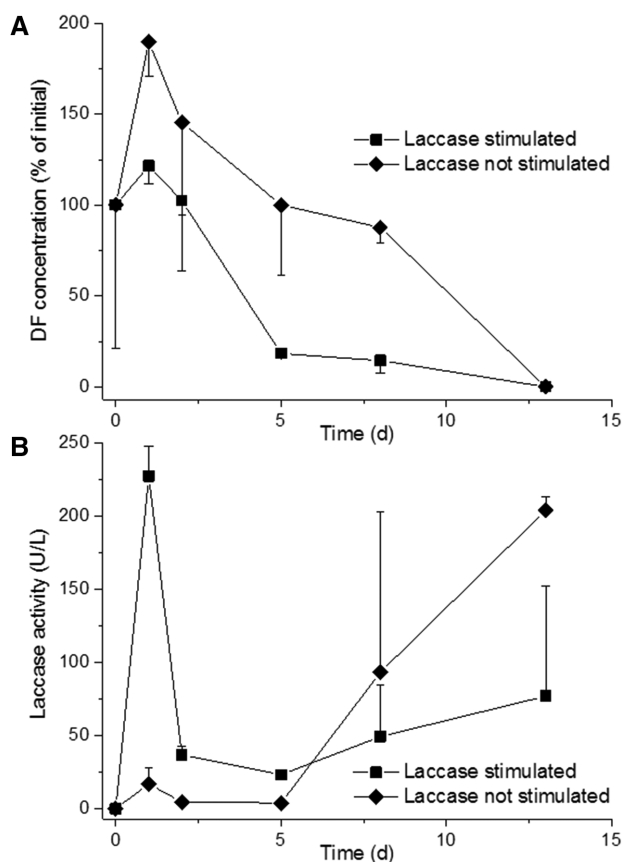 A
DF concentration (% of initial)
200
150
100
50
0
Laccase stimulated
Laccase not stimulated
0
5
10
15
Time (d)
B
Laccase activity (U/L)
250
200
150
100
50
0
Laccase stimulated
Laccase not stimulated
0
5
10
15
Time (d)